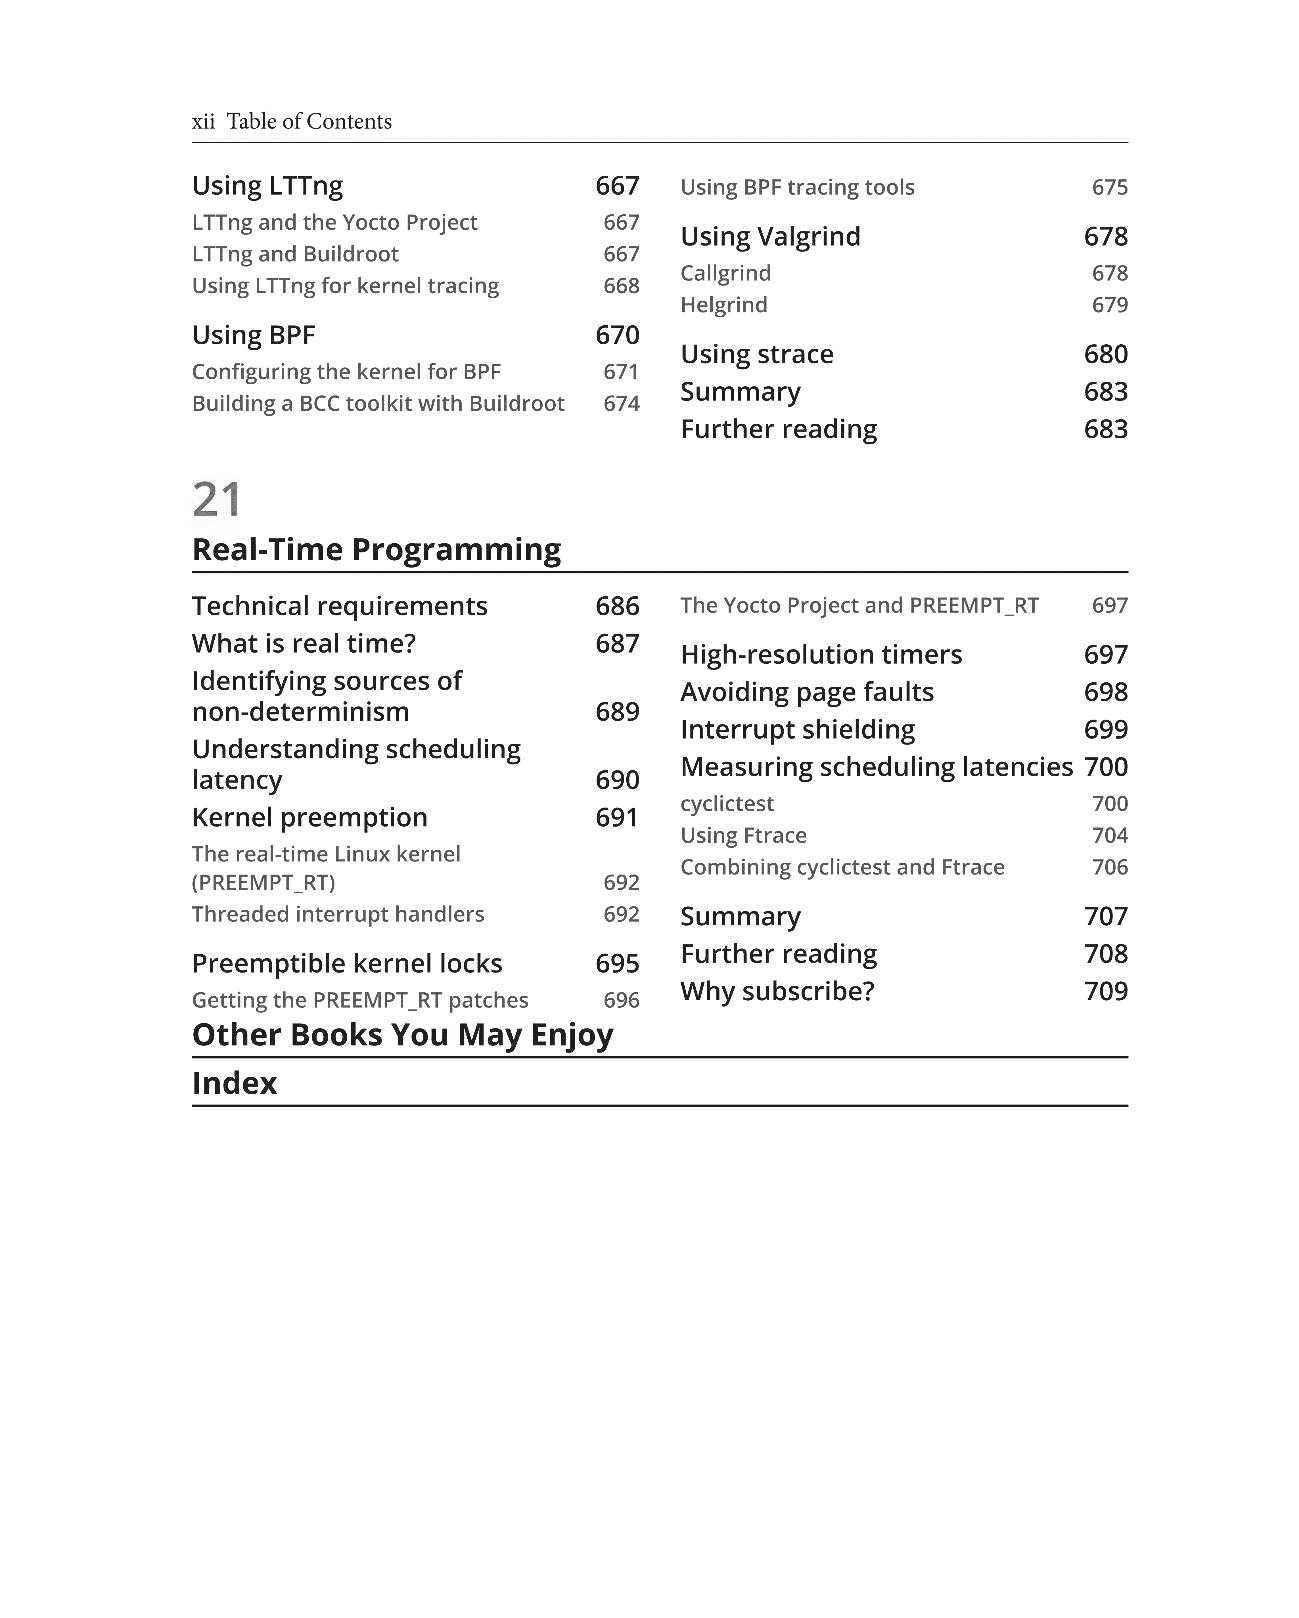 xii Table of Contents
Using LTTng 667
LTTng and the Yocto Project 667
LTTng and Buildroot 667
Using LTTng for kernel tracing 668
Using BPF 670
Configuring the kernel for BPF 671
Building a BCC toolkit with Buildroot 674
Using BPF tracing tools 675
Using Valgrind 678
Callgrind 678
Helgrind 679
Using strace 680
Summary 683
Further reading 683
21
Real-Time Programming
Technical requirements 686
What is real time? 687
Identifying sources of
non-determinism 689
Understanding scheduling
latency 690
Kernel preemption 691
The real-time Linux kernel
(PREEMPT_RT) 692
Threaded interrupt handlers 692
Preemptible kernel locks 695
Getting the PREEMPT_RT patches 696
The Yocto Project and PREEMPT_RT 697
High-resolution timers 697
Avoiding page faults 698
Interrupt shielding 699
Measuring scheduling latencies 700
cyclictest 700
Using Ftrace 704
Combining cyclictest and Ftrace 706
Summary 707
Further reading 708
Why subscribe? 709
Other Books You May Enjoy
Index